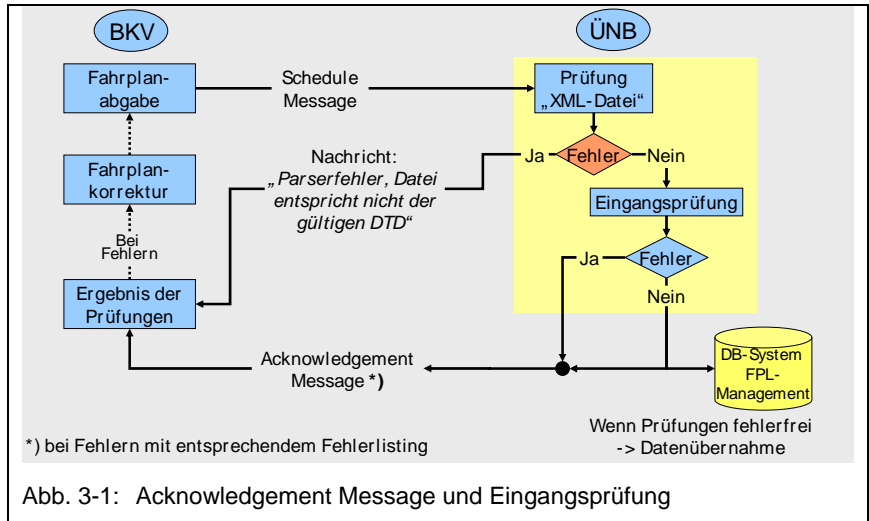 BKV
ÜNB
Fahrplan-
abgabe
Schedule
Message
Prüfung
„XML-Datei“
Fehler
Ja
Nein
Nachricht:
„Parserfehler, Datei
entspricht nicht der
gültigen DTD“
Fahrplan-
korrektur
Eingangsprüfung
Bei
Fehlern
Ja
Fehler
Nein
Ergebnis der
Prüfungen
Acknowledgement
Message *)
DB-System
FPL-
Management
*) bei Fehlern mit entsprechendem Fehlerlisting
Wenn Prüfungen fehlerfrei
-> Datenübernahme
Abb. 3-1: Acknowledgement Message und Eingangsprüfung